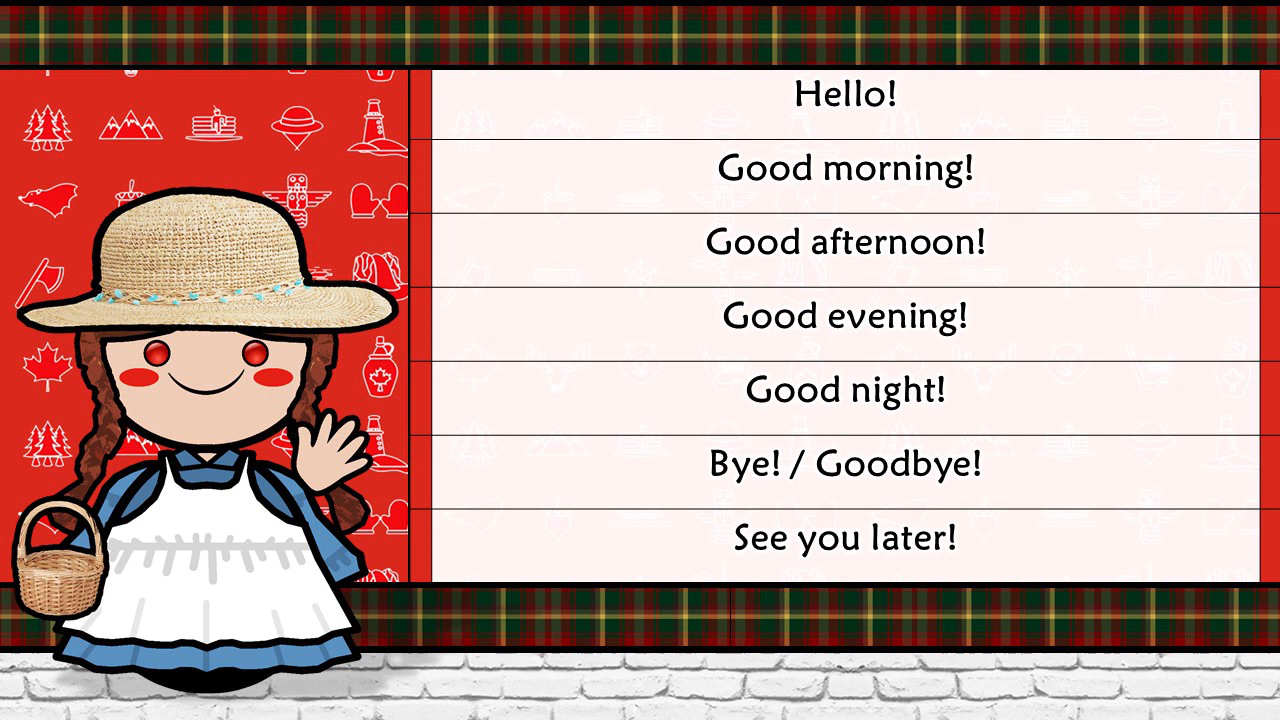 Hello!
Good morning!
Good afternoon!
Good evening!
Good night!
Bye! / Goodbye!
See you later!